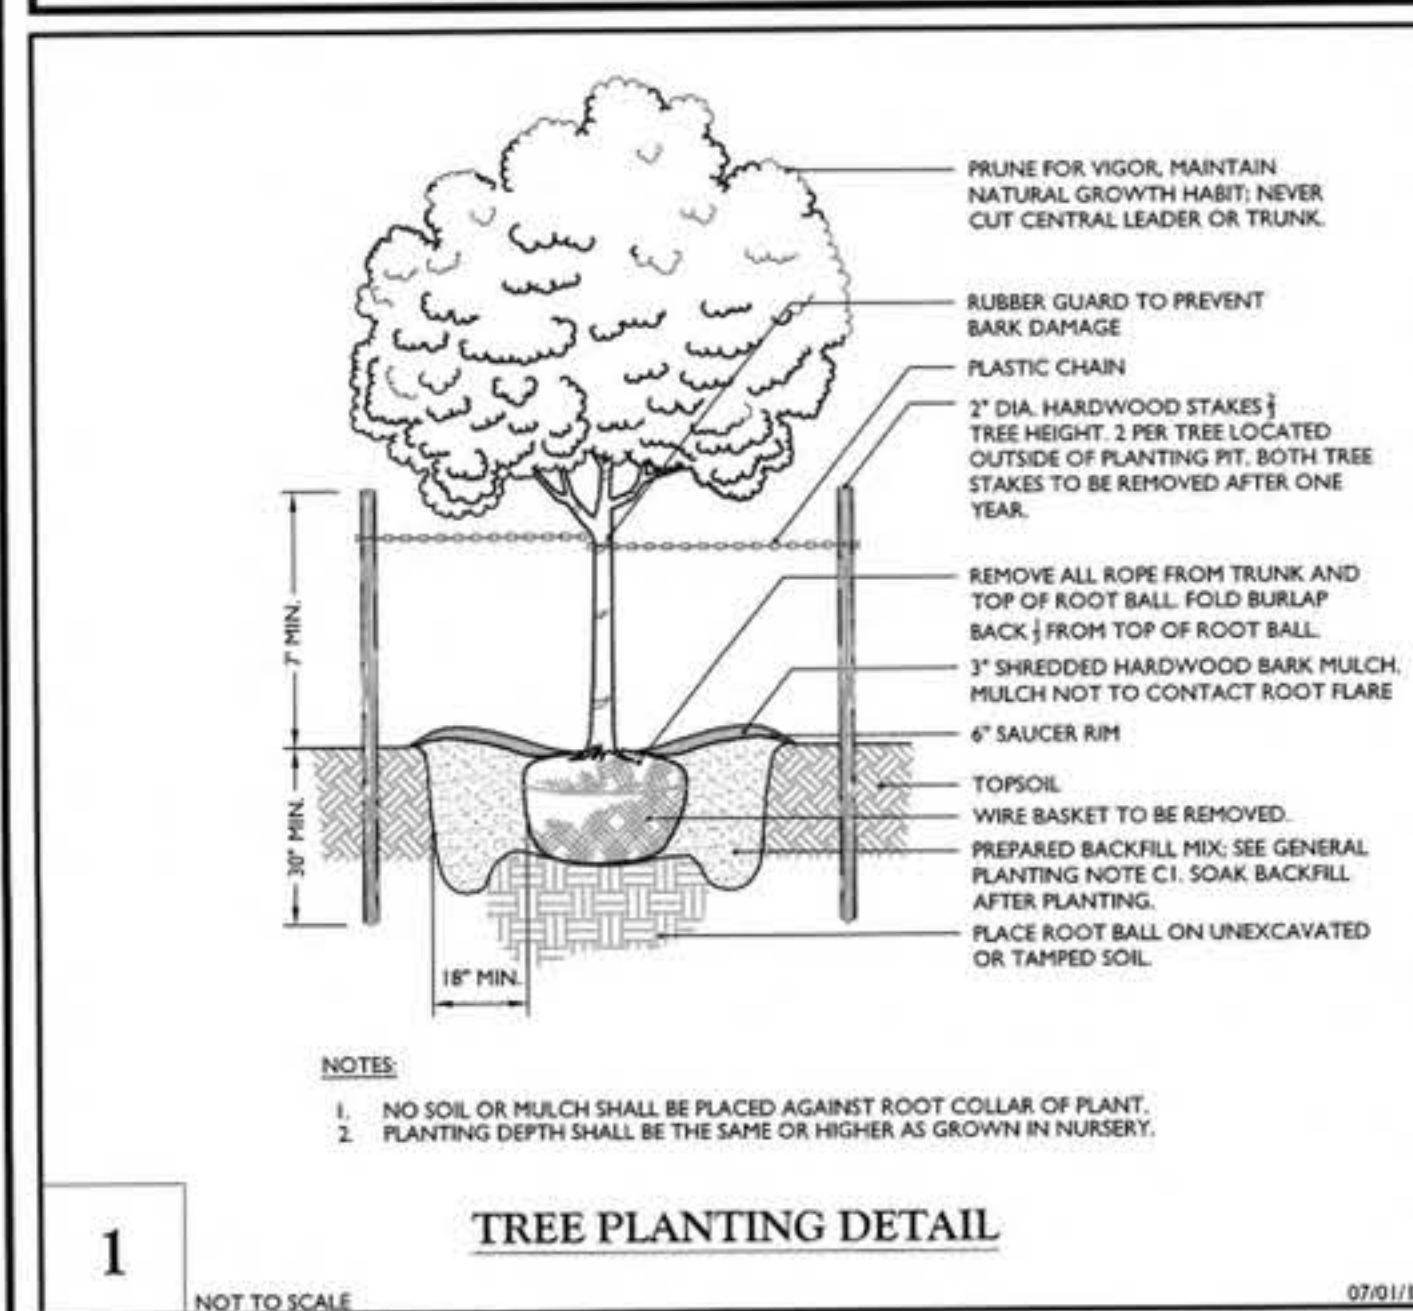 PRUNE FOR VIGOR, MAINTAIN
NATURAL GROWTH HABIT; NEVER
CUT CENTRAL LEADER OR TRUNK.
RUBBER GUARD TO PREVENT
BARK DAMAGE
PLASTIC CHAIN
2" DIA. HARDWOOD STAKES
TREE HEIGHT. 2 PER TREE LOCATED
OUTSIDE OF PLANTING PIT. BOTH TREE
STAKES TO BE REMOVED AFTER ONE
YEAR.
REMOVE ALL ROPE FROM TRUNK AND
TOP OF ROOT BALL. FOLD BURLAP
BACK FROM TOP OF ROOT BALL.
3" SHREDDED HARDWOOD BARK MULCH.
MULCH NOT TO CONTACT ROOT FLARE
6" SAUCER RIM
TOPSOIL
WIRE BASKET TO BE REMOVED.
PREPARED BACKFILL MIX; SEE GENERAL
PLANTING NOTE C1. SOAK BACKFILL
AFTER PLANTING.
PLACE ROOT BALL ON UNEXCAVATED
OR TAMPED SOIL.
7' MIN.
30" MIN.
18" MIN.
NOTES:
1. NO SOIL OR MULCH SHALL BE PLACED AGAINST ROOT COLLAR OF PLANT.
2. PLANTING DEPTH SHALL BE THE SAME OR HIGHER AS GROWN IN NURSERY.
1
TREE PLANTING DETAIL
NOT TO SCALE